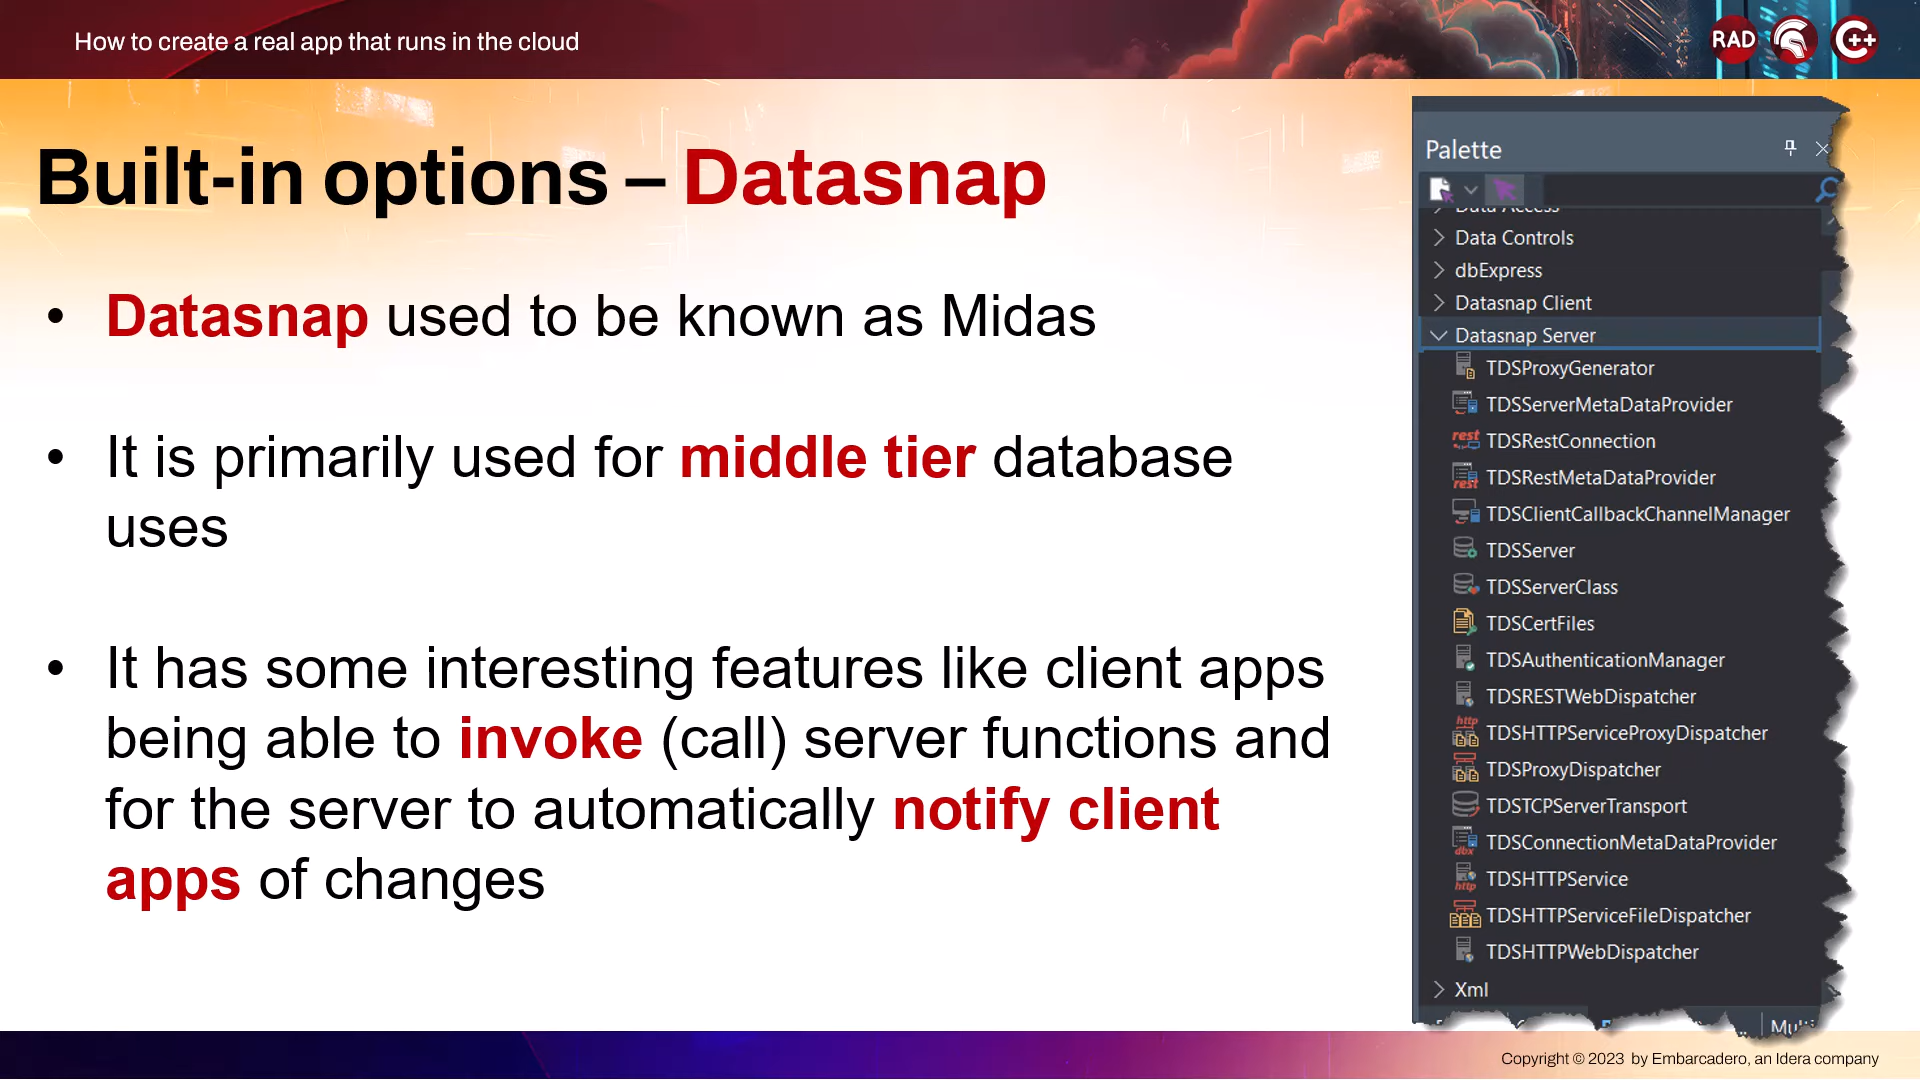 How to create a real app that runs in the cloud
RAD
C++
Built-in options – Datasnap
• Datasnap used to be known as Midas
• It is primarily used for middle tier database
uses
• It has some interesting features like client apps
being able to invoke (call) server functions and
for the server to automatically notify client
apps of changes
Palette
Data Access
Data Controls
dbExpress
Datasnap Client
Datasnap Server
TDSProxyGenerator
TDSServerMetaDataProvider
TDSRestConnection
TDSRestMetaDataProvider
TDSClientCallbackChannelManager
TDSServer
TDSServerClass
TDSCertFiles
TDSAuthenticationManager
TDSRESTWebDispatcher
TDSHTTPServiceProxyDispatcher
TDSProxyDispatcher
TDSTCPServerTransport
TDSConnectionMetaDataProvider
TDSHTTPService
TDSHTTPServiceFileDispatcher
TDSHTTPWebDispatcher
Xml
Copyright © 2023 by Embarcadero, an Idera company